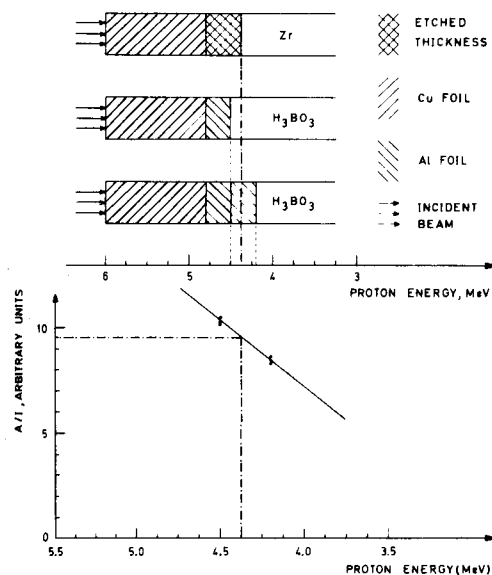 Zr
ETCHED
THICKNESS
H₃BO₃
Cu FOIL
H₃BO₃
Al FOIL
INCIDENT
BEAM
6 5 4 3
PROTON ENERGY, MeV
A/I, ARBITRARY UNITS
10
5
0
5.5 5.0 4.5 4.0 3.5
PROTON ENERGY (MeV)